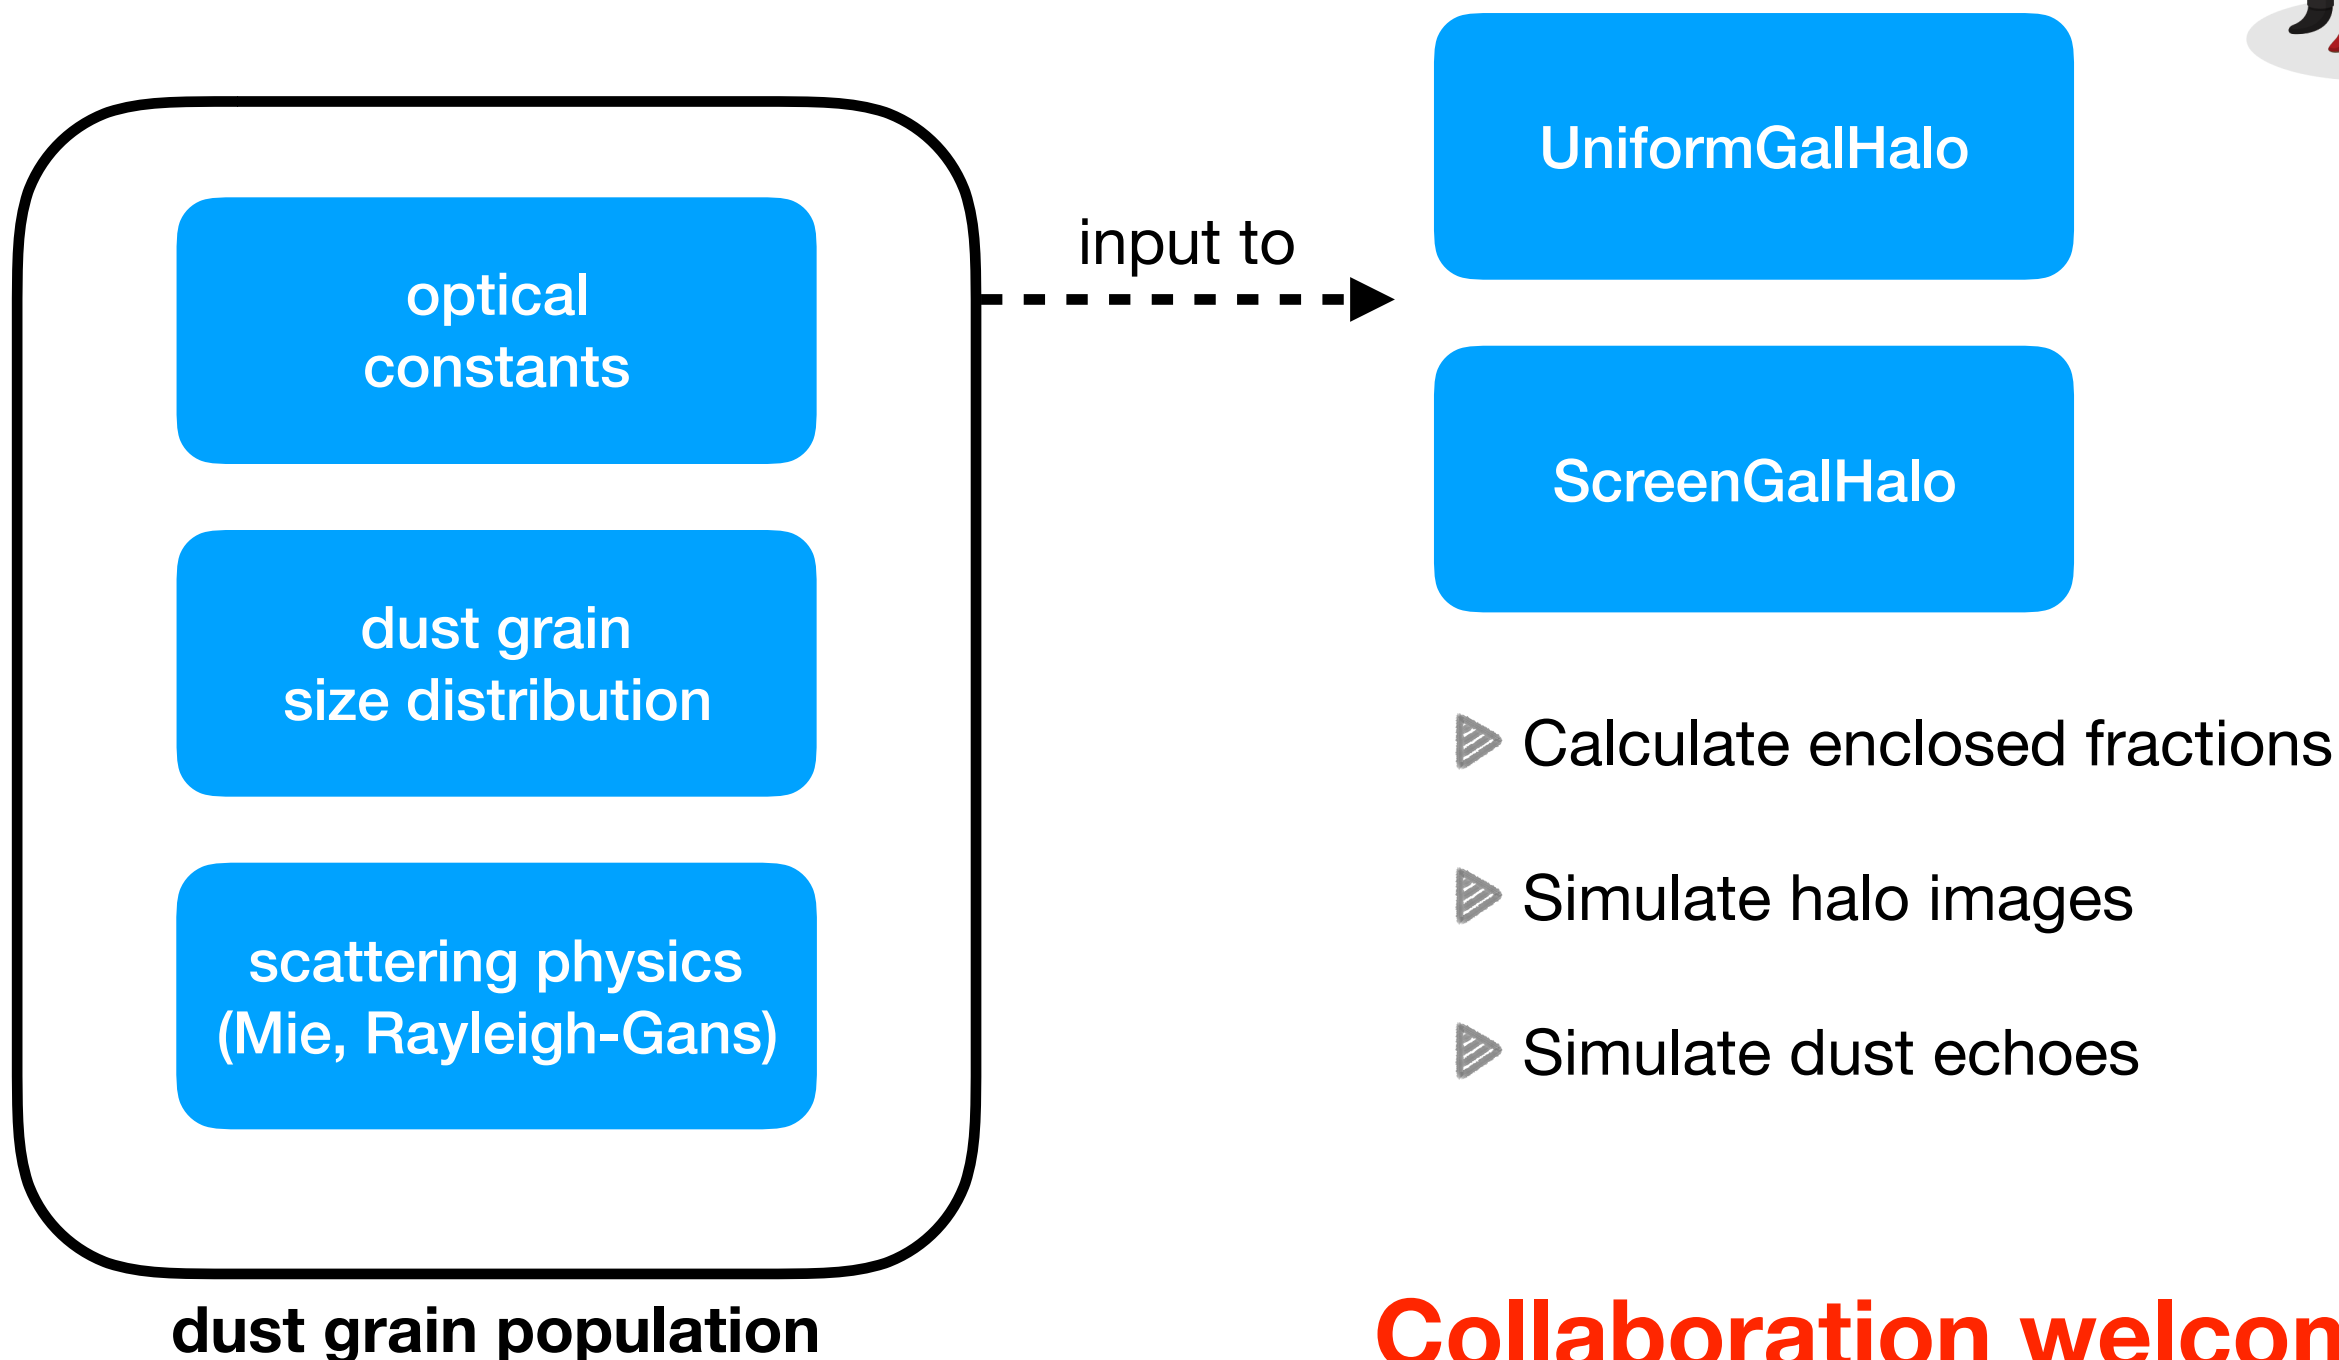 optical
constants
dust grain
size distribution
scattering physics
(Mie, Rayleigh-Gans)
dust grain population
input to
UniformGalHalo
ScreenGalHalo
Calculate enclosed fractions
Simulate halo images
Simulate dust echoes
Collaboration